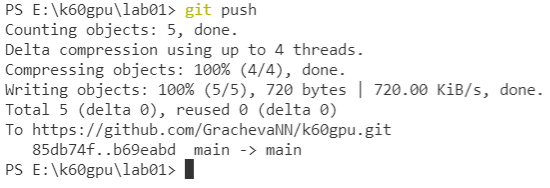 PS E:\k60gpu\lab01> git push
Counting objects: 5, done.
Delta compression using up to 4 threads.
Compressing objects: 100% (4/4), done.
Writing objects: 100% (5/5), 720 bytes | 720.00 KiB/s, done.
Total 5 (delta 0), reused 0 (delta 0)
To https://github.com/GrachevaNN/k60gpu.git
   85db74f..b69eabd  main -> main
PS E:\k60gpu\lab01>